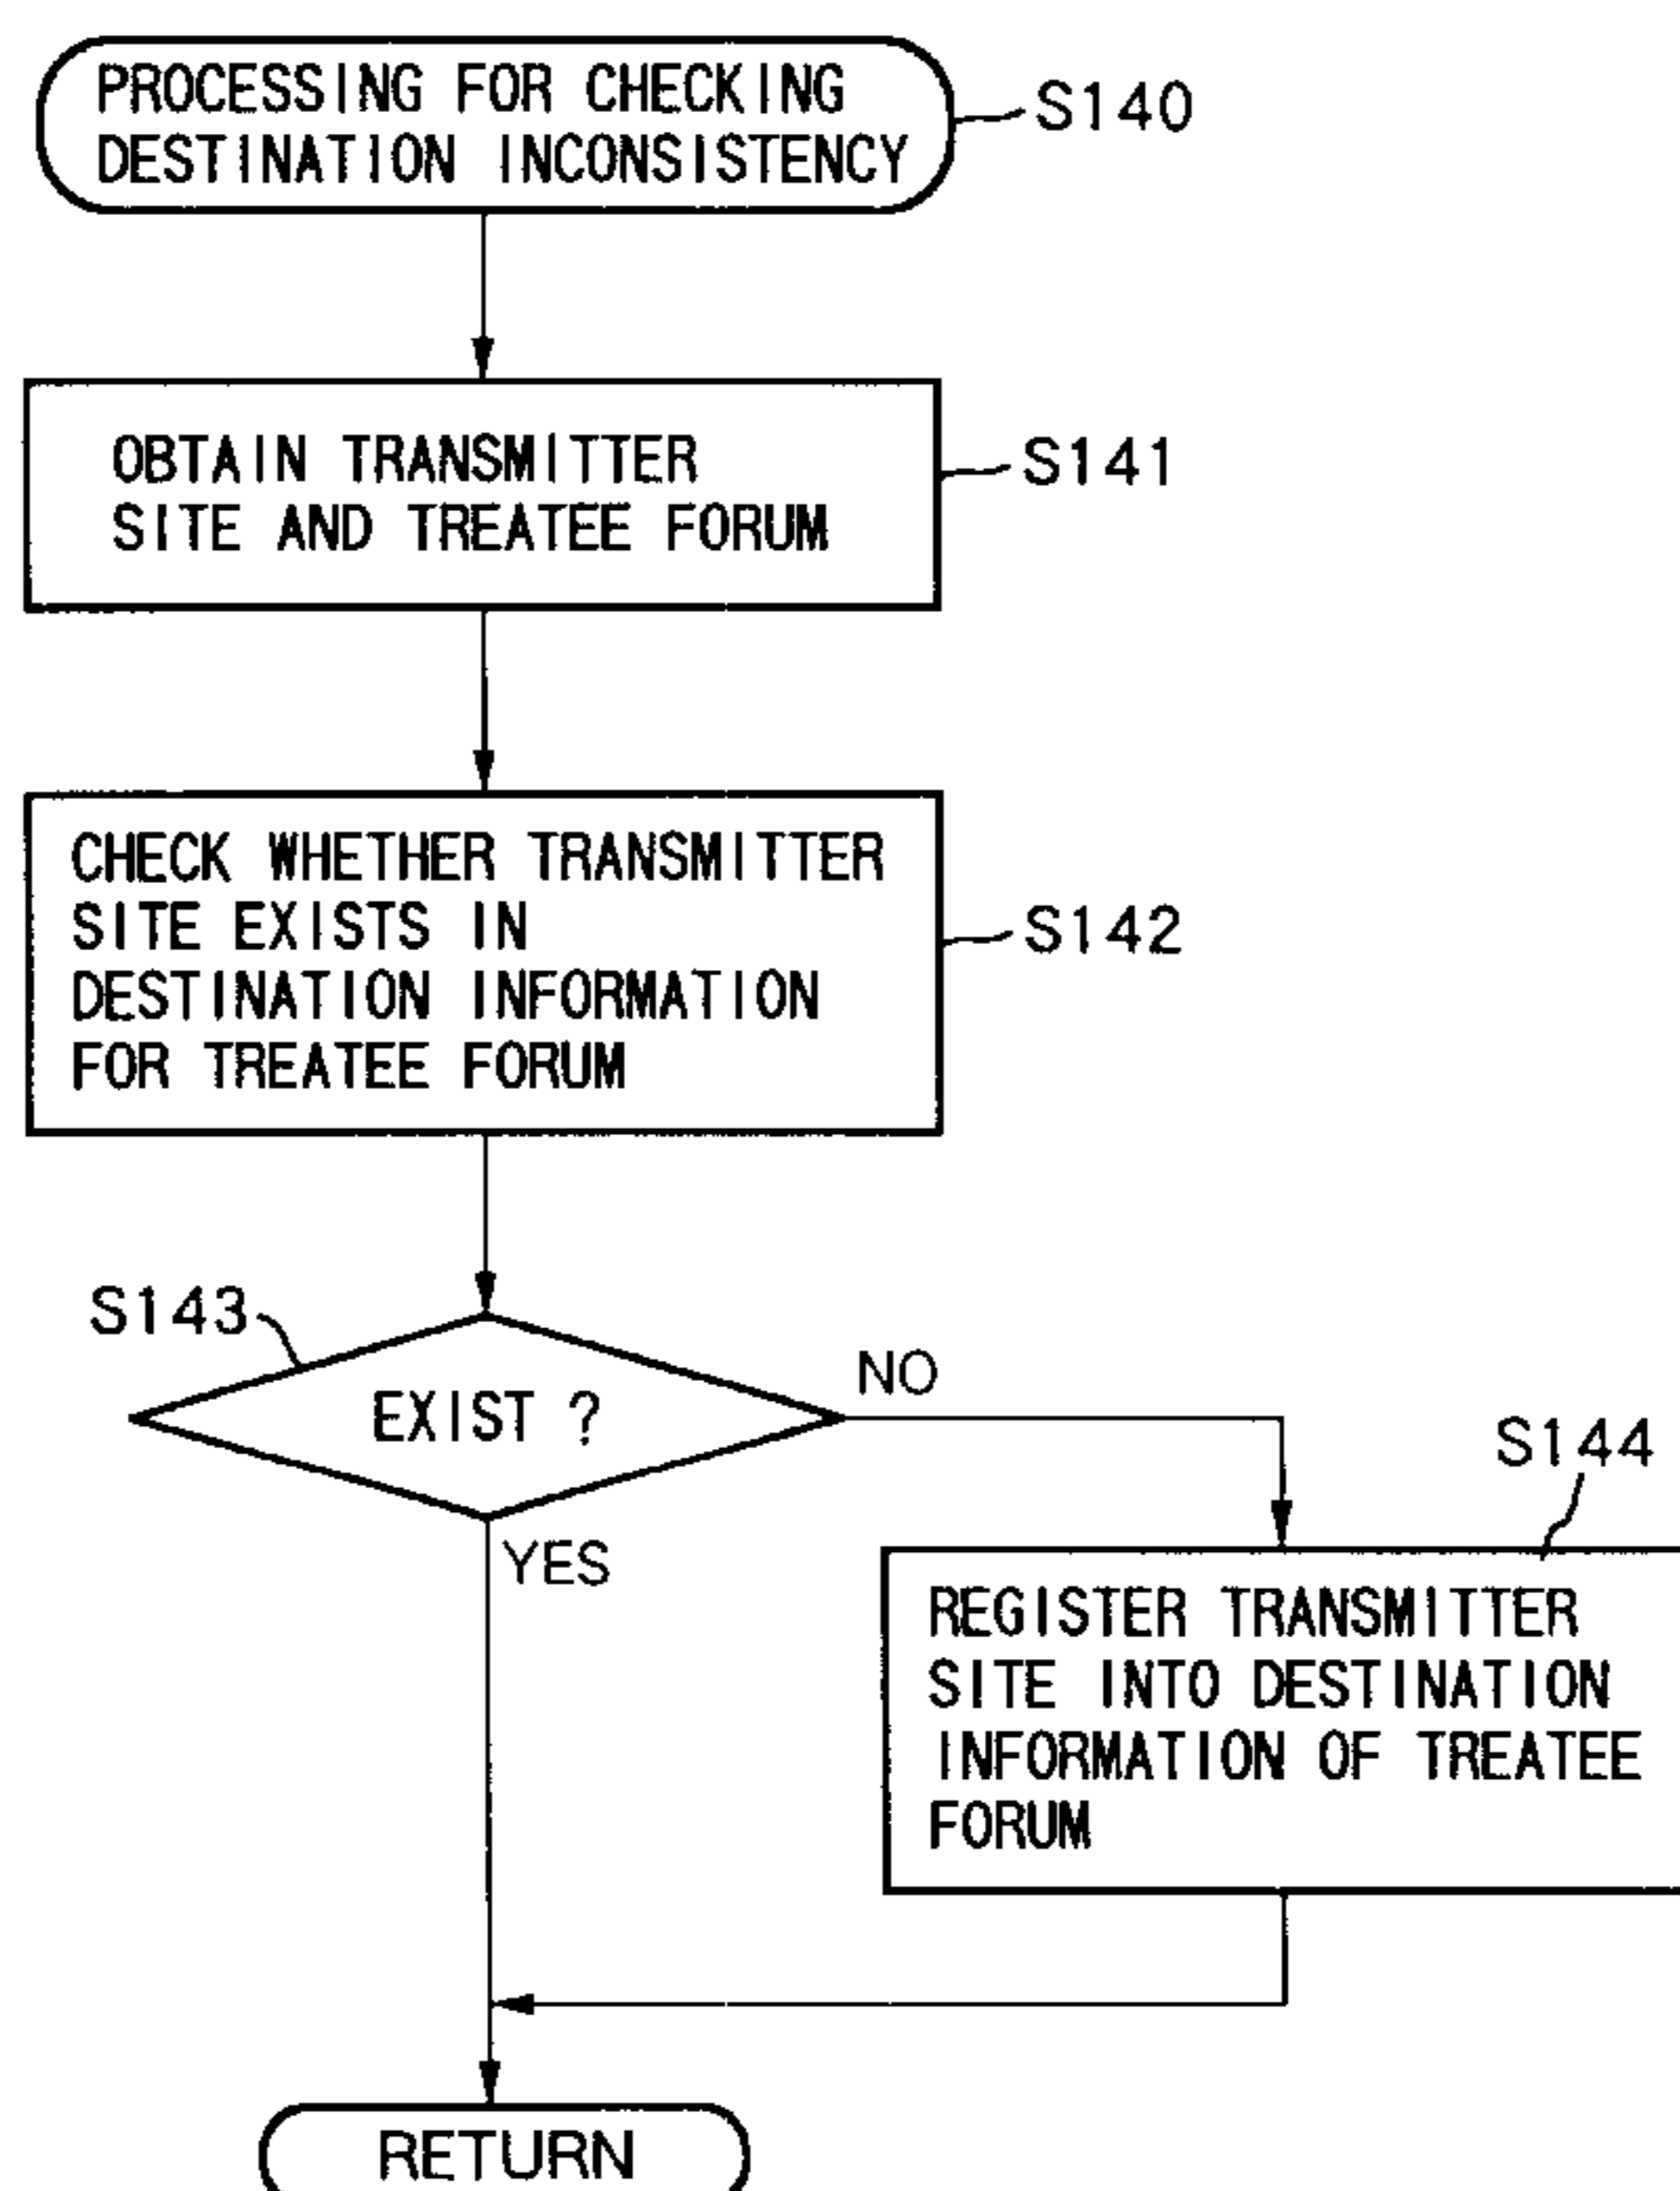 PROCESSING FOR CHECKING
DESTINATION INCONSISTENCY
S140
OBTAIN TRANSMITTER
SITE AND TREATEE FORUM
S141
CHECK WHETHER TRANSMITTER
SITE EXISTS IN
DESTINATION INFORMATION
FOR TREATEE FORUM
S142
S143
EXIST ?
NO
YES
S144
REGISTER TRANSMITTER
SITE INTO DESTINATION
INFORMATION OF TREATEE
FORUM
RETURN